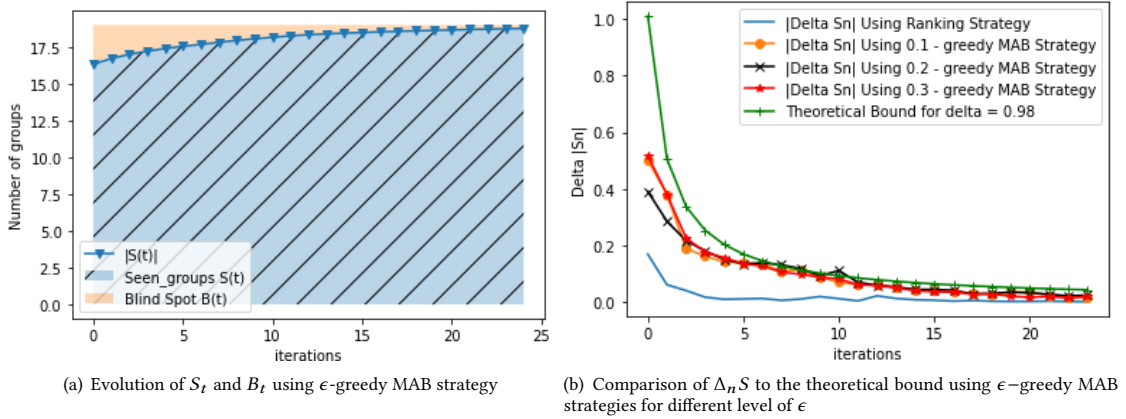 Number of groups
17.5
15.0
12.5
10.0
7.5
5.0
2.5
0.0
|S(t)|
Seen_groups S(t)
Blind Spot B(t)
0 5 10 15 20 25
iterations
(a) Evolution of S_t and B_t using ϵ-greedy MAB strategy
Delta |Sn|
1.0
0.8
0.6
0.4
0.2
0.0
|Delta Sn| Using Ranking Strategy
|Delta Sn| Using 0.1 - greedy MAB Strategy
|Delta Sn| Using 0.2 - greedy MAB Strategy
|Delta Sn| Using 0.3 - greedy MAB Strategy
Theoretical Bound for delta = 0.98
0 5 10 15 20
iterations
(b) Comparison of Δ_nS to the theoretical bound using ϵ−greedy MAB
strategies for different level of ϵ